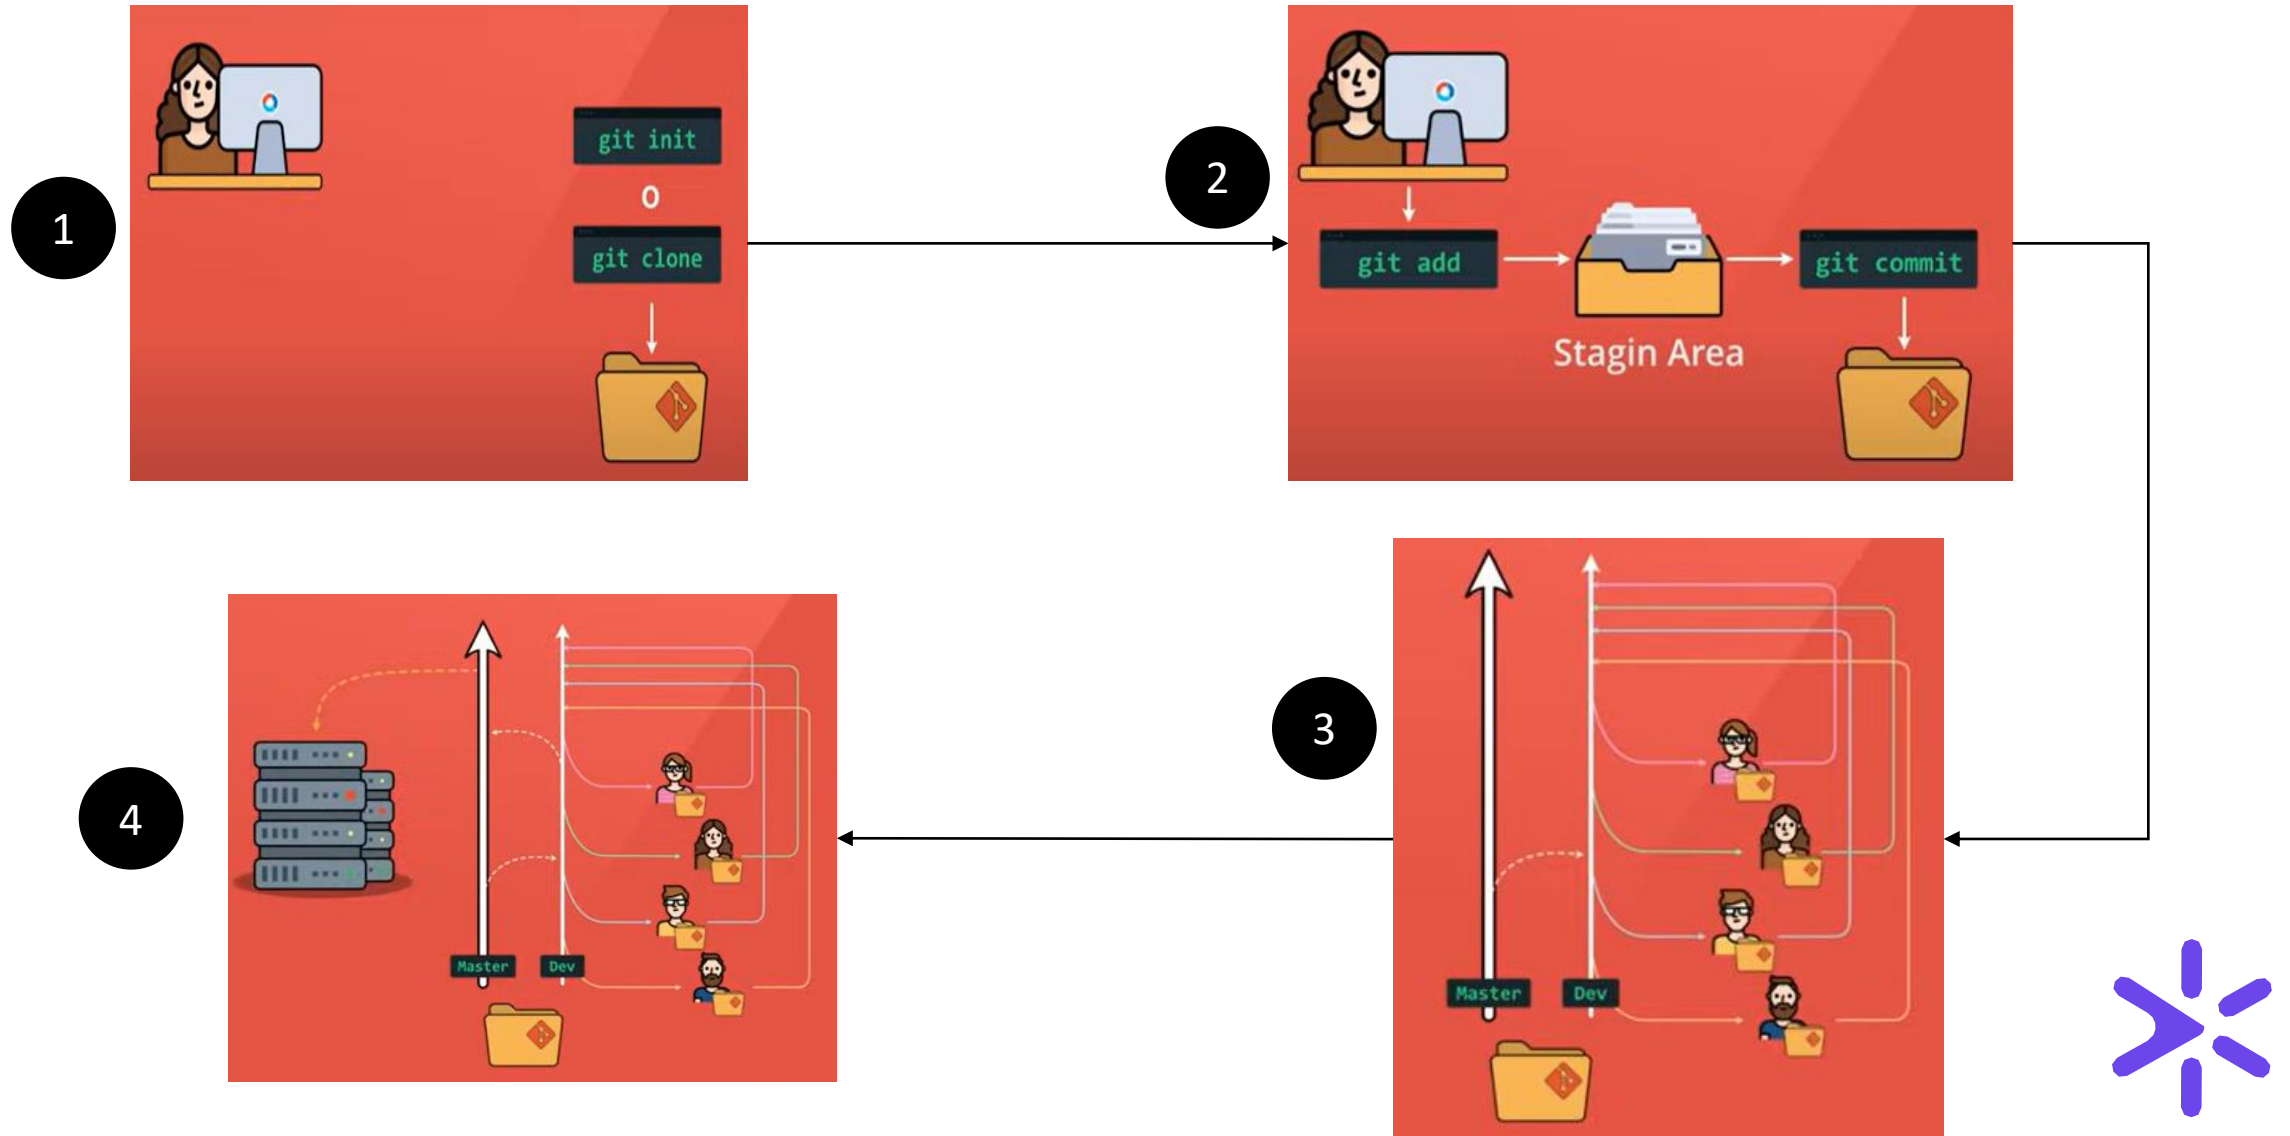 1
git init
O
git clone
2
git add
git commit
Stagin Area
3
Master
Dev
4
Master
Dev